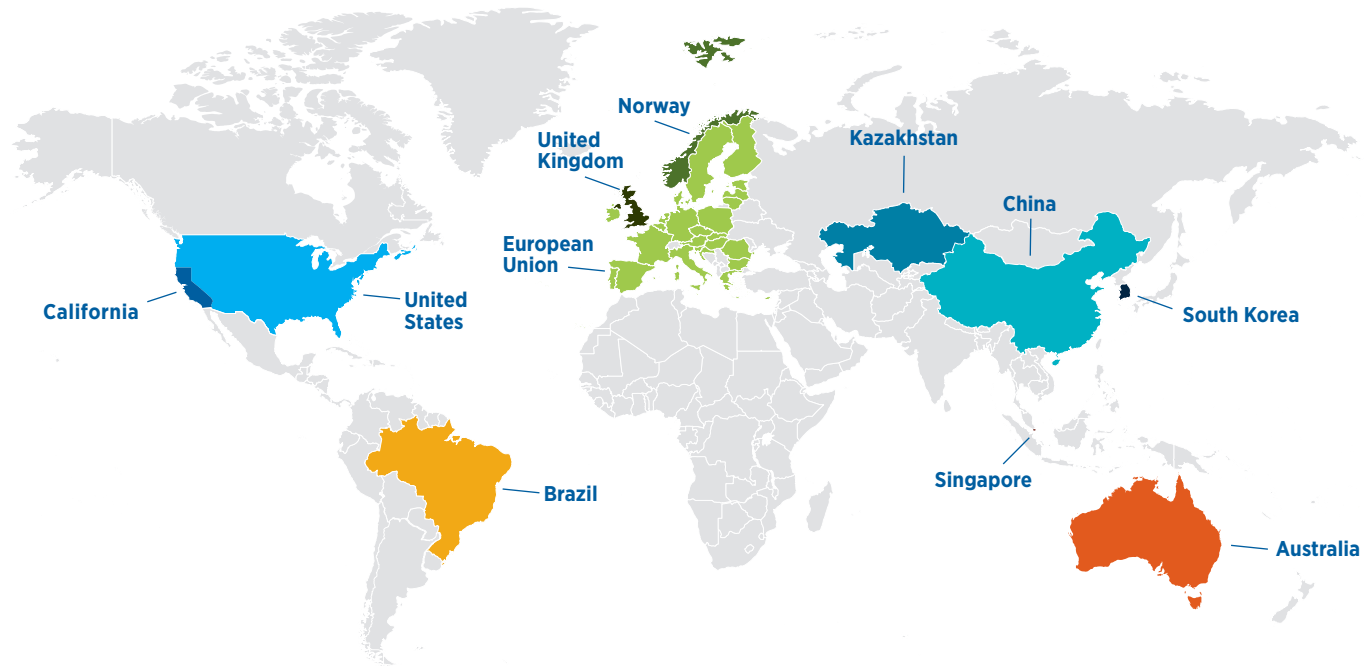 Norway
United
Kingdom
Kazakhstan
China
European
Union
California
United
States
South Korea
Singapore
Brazil
Australia